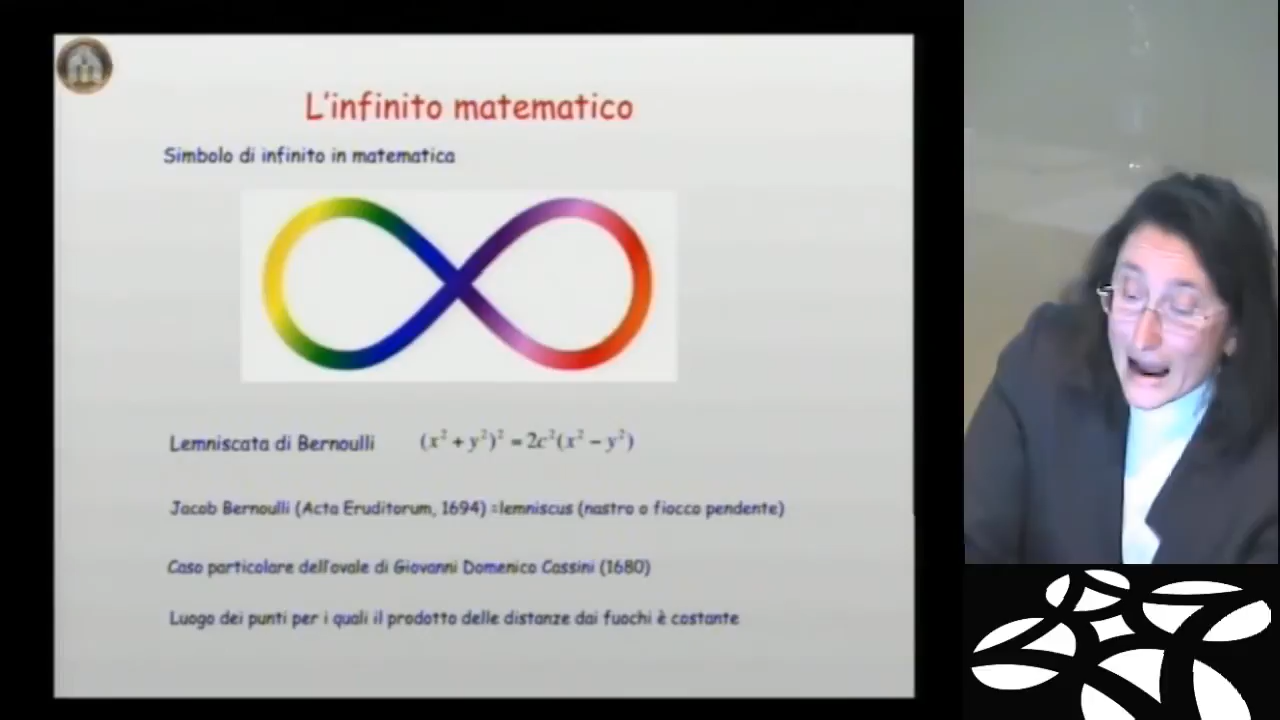 L'infinito matematico
Simbolo di infinito in matematica
Lemniscata di Bernoulli (x² + y²)² = 2c²(x² − y²)
Jacob Bernoulli (Acta Eruditorum, 1694) =lemniscus (nastro o fiocco pendente)
Caso particolare dell'ovale di Giovanni Domenico Cassini (1680)
Luogo dei punti per i quali il prodotto delle distanze dai fuochi è costante